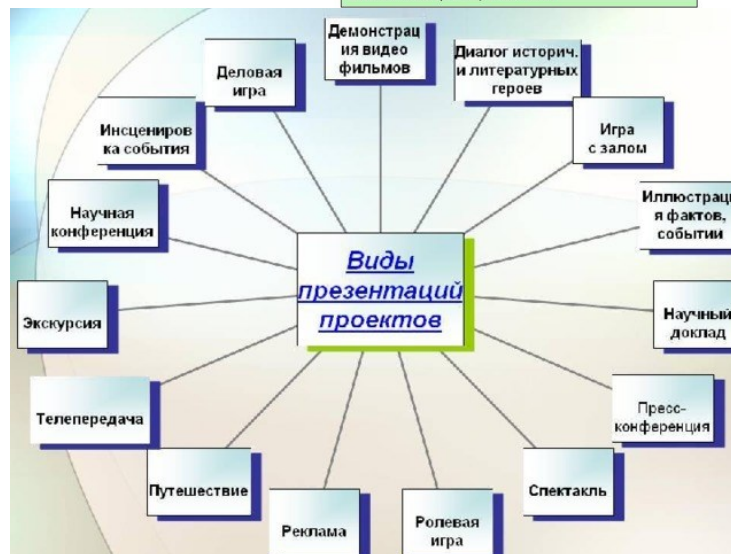 Демонстрац
ия видео
фильмов
Диалог историч.
и литературных
героев
Деловая
игра
Игра
с залом
Инсцениров
ка события
Иллюстраци
я фактов,
событии
Научная
конференция
Виды
презентаций
проектов
Экскурсия
Научный
доклад
Телепередача
Пресс-
конференция
Путешествие
Спектакль
Реклама
Ролевая
игра